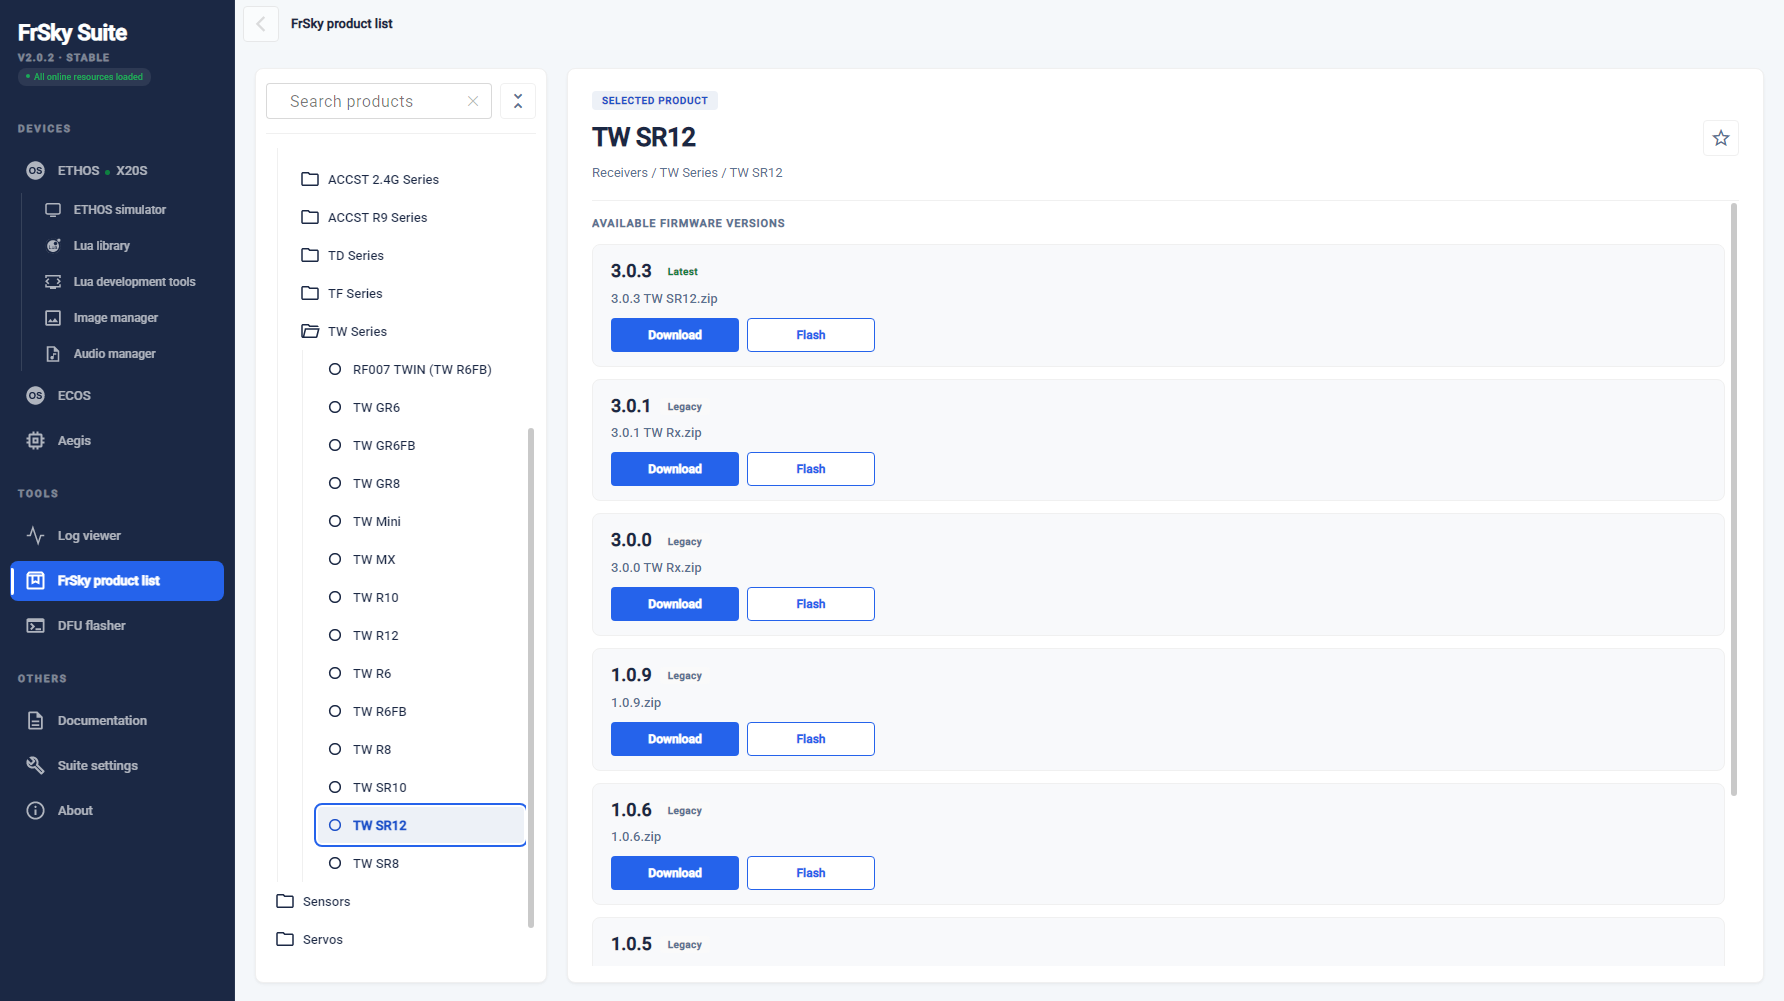 FrSky Suite
V2.0.2 · STABLE
All online resources loaded
DEVICES
ETHOS X20S
ETHOS simulator
Lua library
Lua development tools
Image manager
Audio manager
ECOS
Aegis
TOOLS
Log viewer
FrSky product list
DFU flasher
OTHERS
Documentation
Suite settings
About
FrSky product list
Search products
ACCST 2.4G Series
ACCST R9 Series
TD Series
TF Series
TW Series
RF007 TWIN (TW R6FB)
TW GR6
TW GR6FB
TW GR8
TW Mini
TW MX
TW R10
TW R12
TW R6
TW R6FB
TW R8
TW SR10
TW SR12
TW SR8
Sensors
Servos
SELECTED PRODUCT
TW SR12
Receivers / TW Series / TW SR12
AVAILABLE FIRMWARE VERSIONS
3.0.3 Latest
3.0.3 TW SR12.zip
Download Flash
3.0.1 Legacy
3.0.1 TW Rx.zip
Download Flash
3.0.0 Legacy
3.0.0 TW Rx.zip
Download Flash
1.0.9 Legacy
1.0.9.zip
Download Flash
1.0.6 Legacy
1.0.6.zip
Download Flash
1.0.5 Legacy